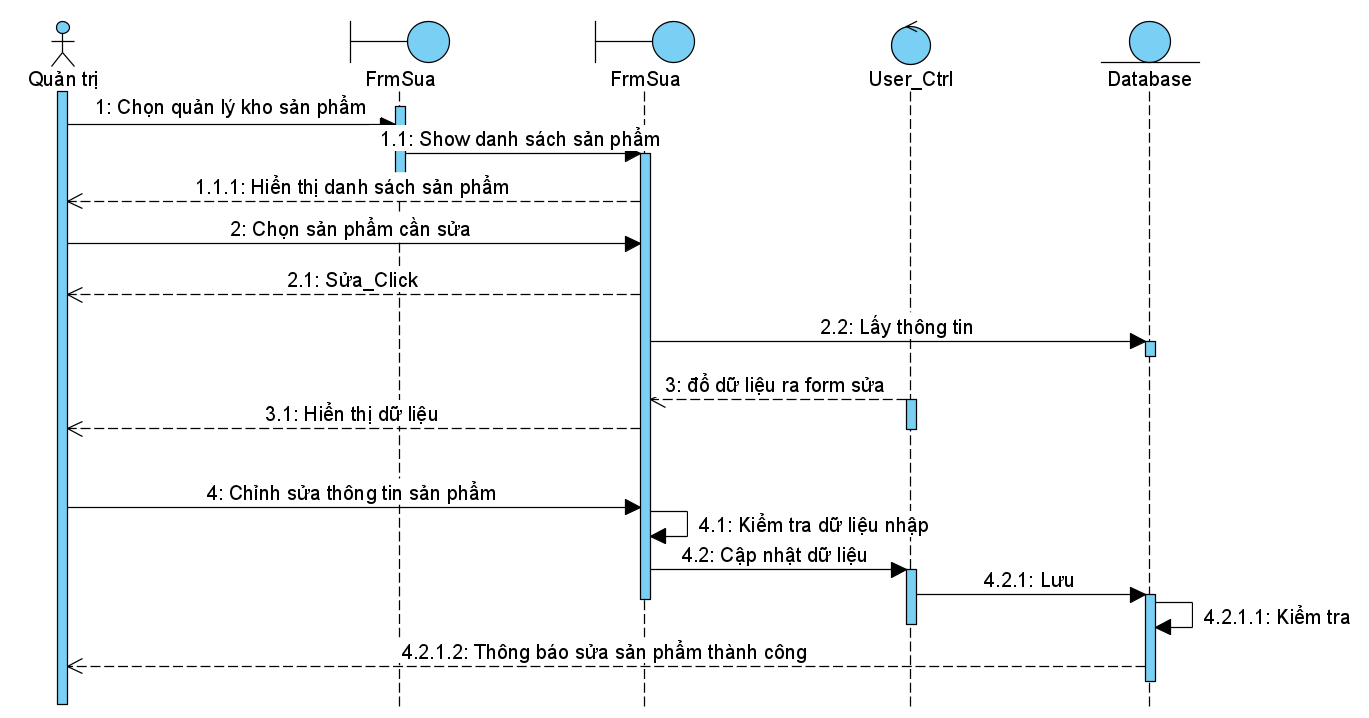 Quản trị
FrmSua
FrmSua
User_Ctrl
Database
1: Chọn quản lý kho sản phẩm
1.1: Show danh sách sản phẩm
1.1.1: Hiển thị danh sách sản phẩm
2: Chọn sản phẩm cần sửa
2.1: Sửa_Click
2.2: Lấy thông tin
3: đổ dữ liệu ra form sửa
3.1: Hiển thị dữ liệu
4: Chỉnh sửa thông tin sản phẩm
4.1: Kiểm tra dữ liệu nhập
4.2: Cập nhật dữ liệu
4.2.1: Lưu
4.2.1.1: Kiểm tra
4.2.1.2: Thông báo sửa sản phẩm thành công